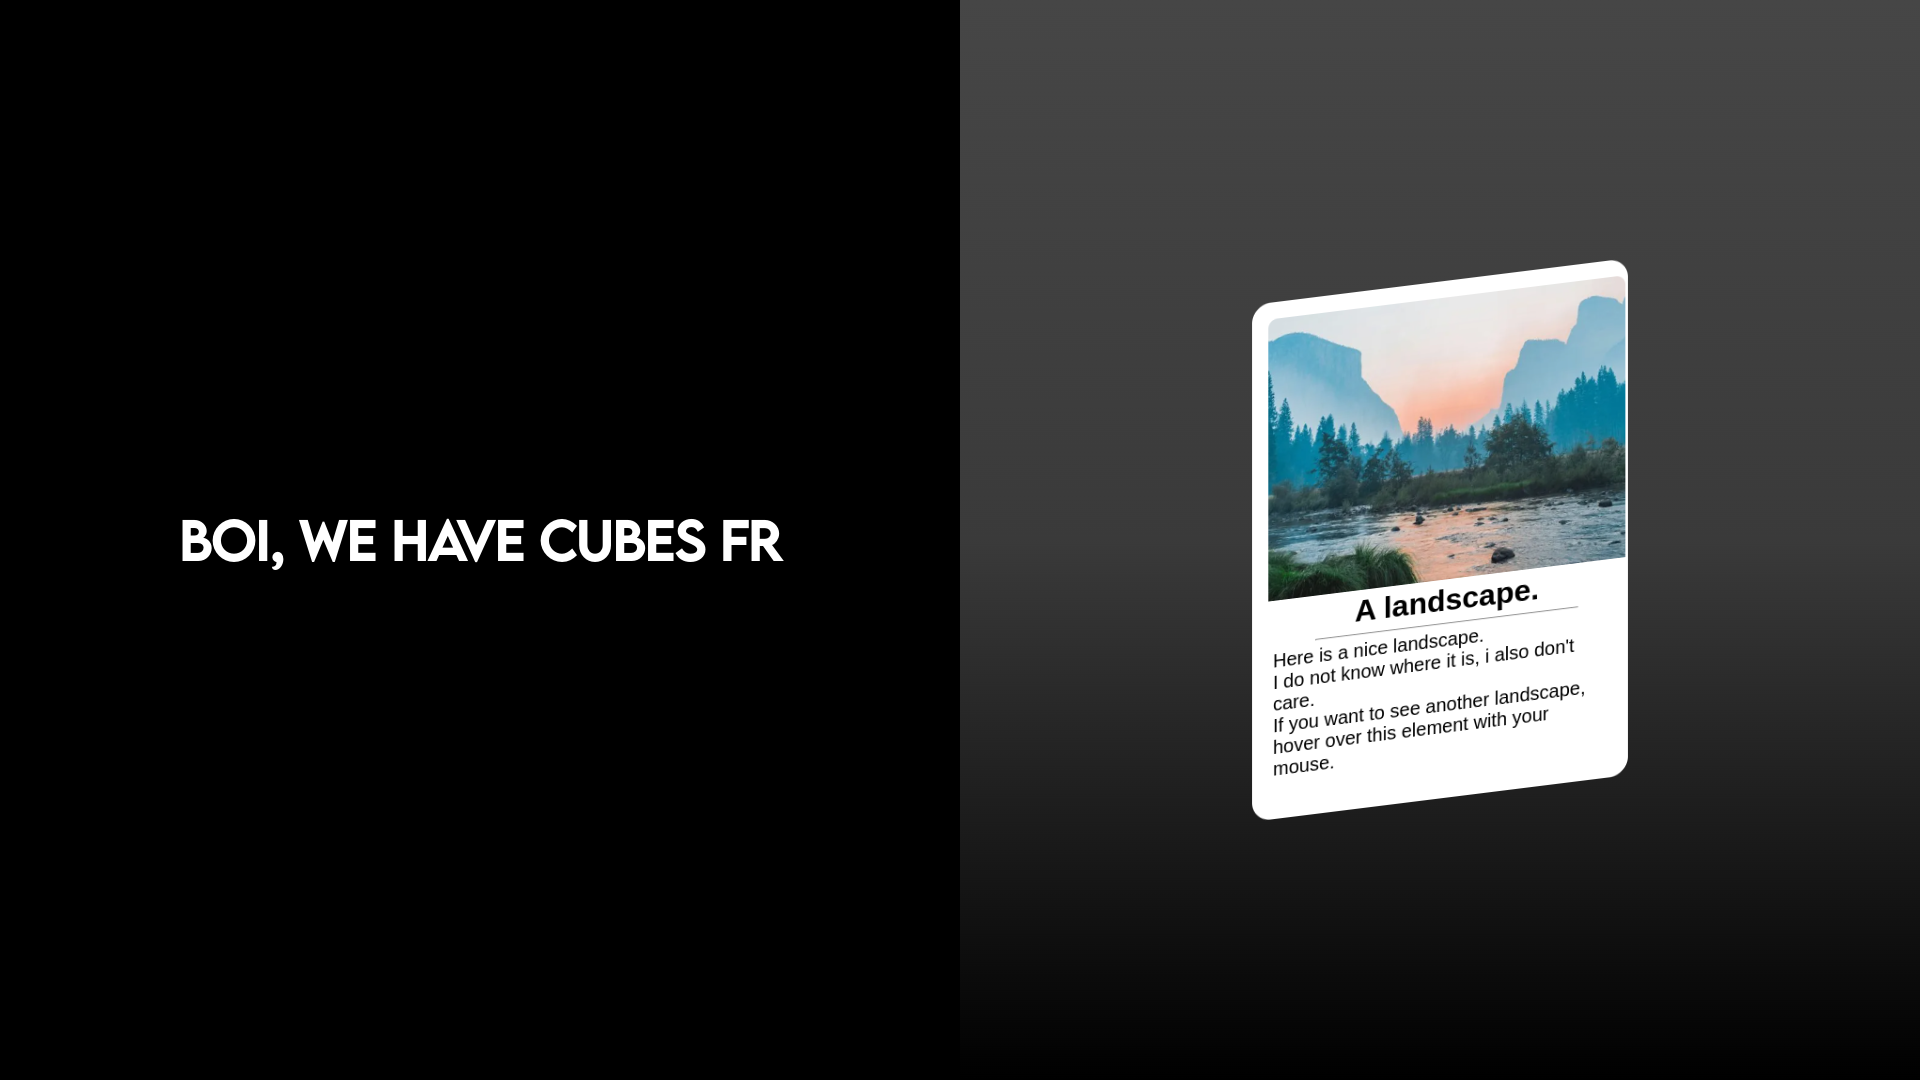 BOI, WE HAVE CUBES FR
A landscape.
Here is a nice landscape.
I do not know where it is, i also don't
care.
If you want to see another landscape,
hover over this element with your
mouse.